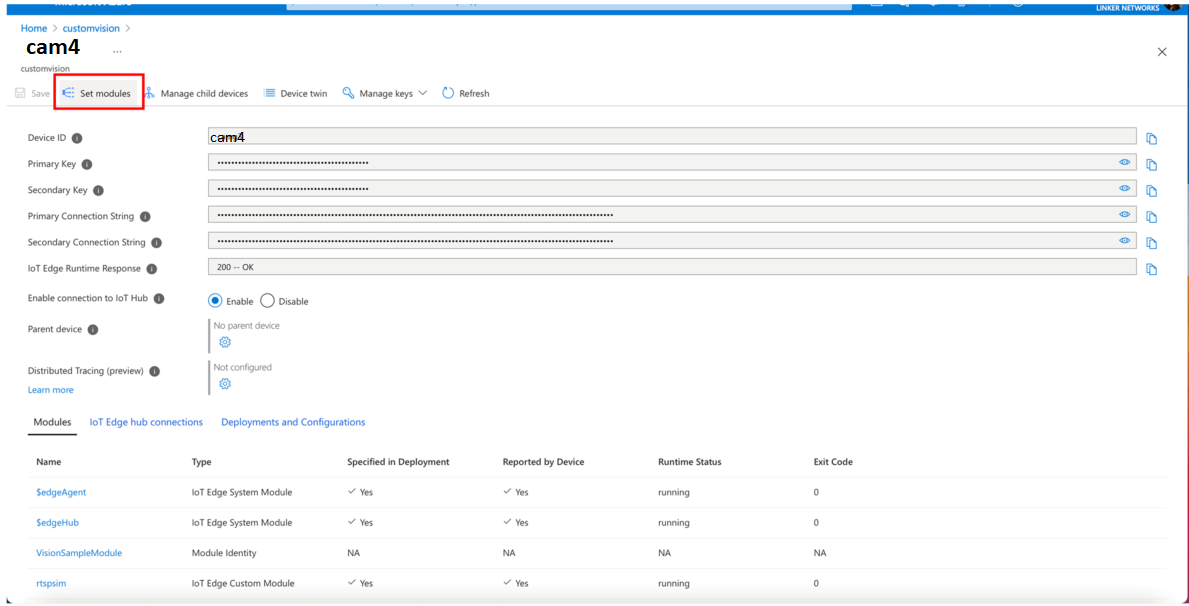 Microsoft Azure
LINKER NETWORKS
Home > customvision >
cam4 ...
customvision
Save Set modules Manage child devices Device twin Manage keys Refresh
Device ID cam4
Primary Key ••••••••••••••••••••••••••••••••••••••••••••
Secondary Key ••••••••••••••••••••••••••••••••••••••••••••
Primary Connection String
Secondary Connection String
IoT Edge Runtime Response 200 -- OK
Enable connection to IoT Hub Enable Disable
Parent device No parent device
Distributed Tracing (preview) Not configured
Learn more
Modules IoT Edge hub connections Deployments and Configurations
Name Type Specified in Deployment Reported by Device Runtime Status Exit Code
$edgeAgent IoT Edge System Module Yes Yes running 0
$edgeHub IoT Edge System Module Yes Yes running 0
VisionSampleModule Module Identity NA NA NA NA
rtspsim IoT Edge Custom Module Yes Yes running 0